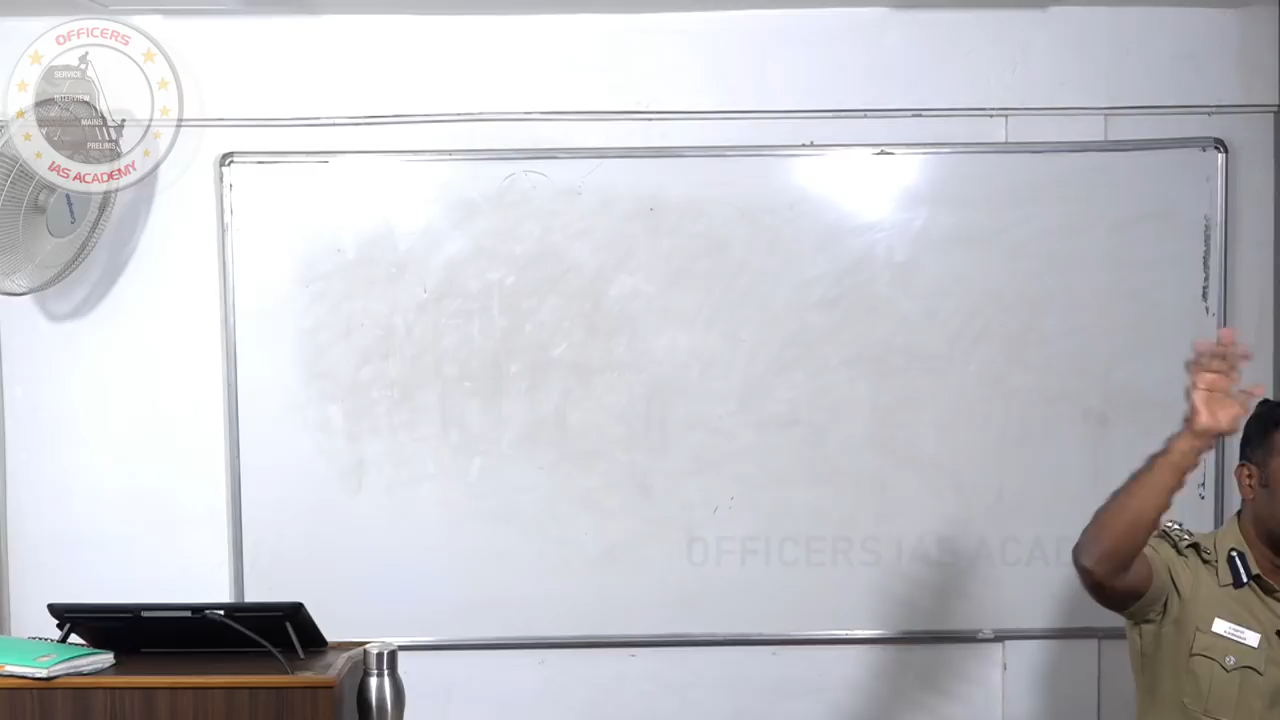 OFFICERS
SERVICE
INTERVIEW
MAINS
PRELIMS
IAS ACADEMY
OFFICERS IAS ACAD